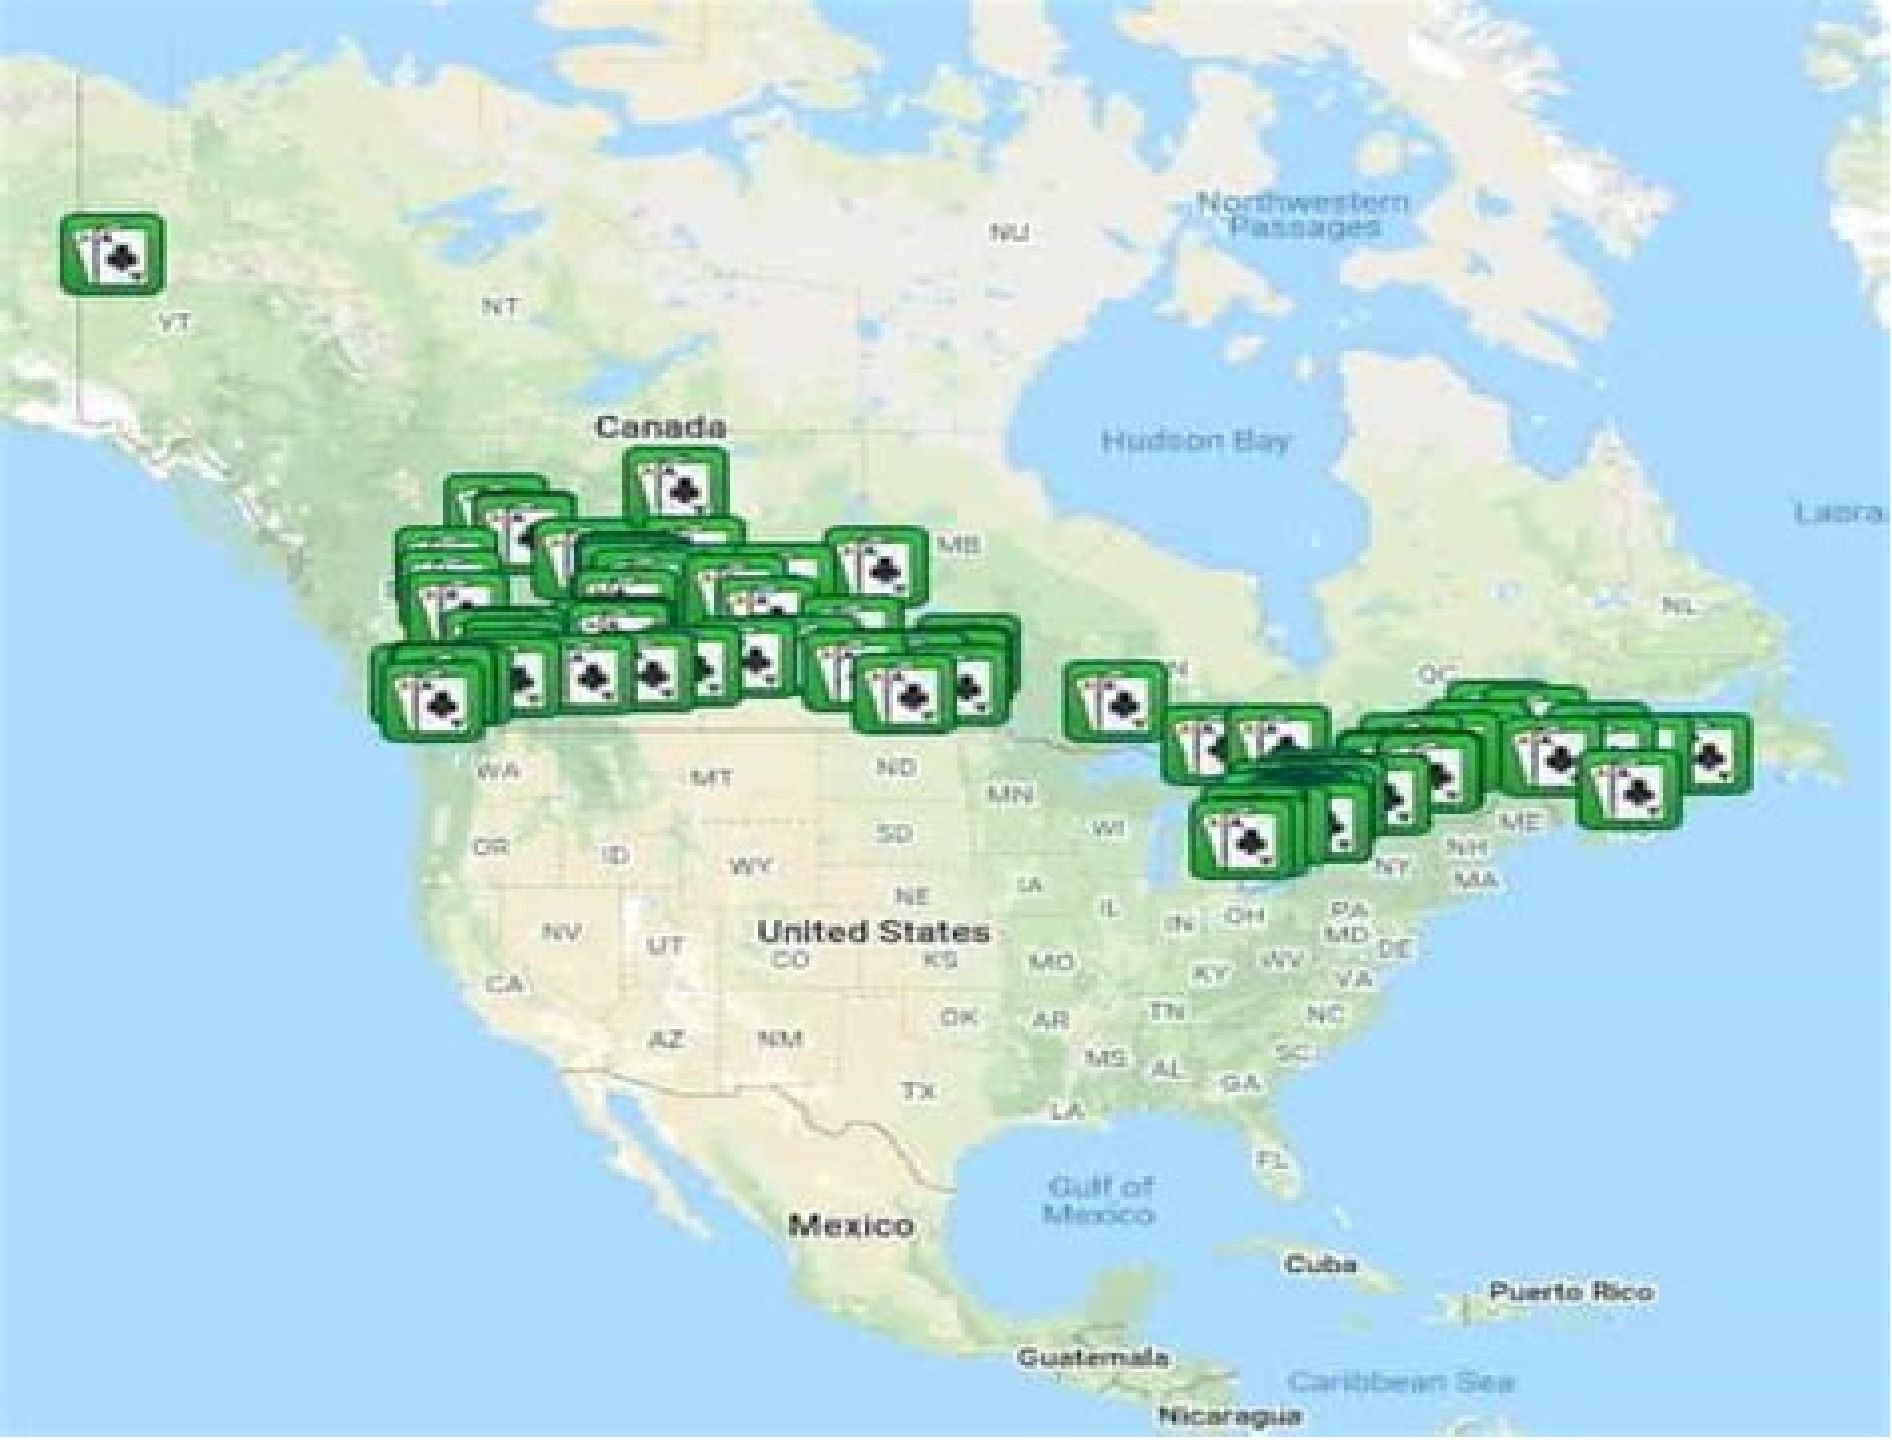 Northwestern
Passages
NU
NT
YT
Canada
Hudson Bay
MB
NL
QC
WA
MT
ND
MN
OR
ID
SD
WI
WY
ME
NH
NY
MA
IA
NE
IL
IN
OH
PA
MD
DE
NV
UT
United States
CO
KS
MO
KY
WV
VA
CA
AZ
NM
OK
AR
TN
NC
MS
AL
SC
GA
TX
LA
FL
Gulf of
Mexico
Mexico
Cuba
Puerto Rico
Guatemala
Caribbean Sea
Nicaragua